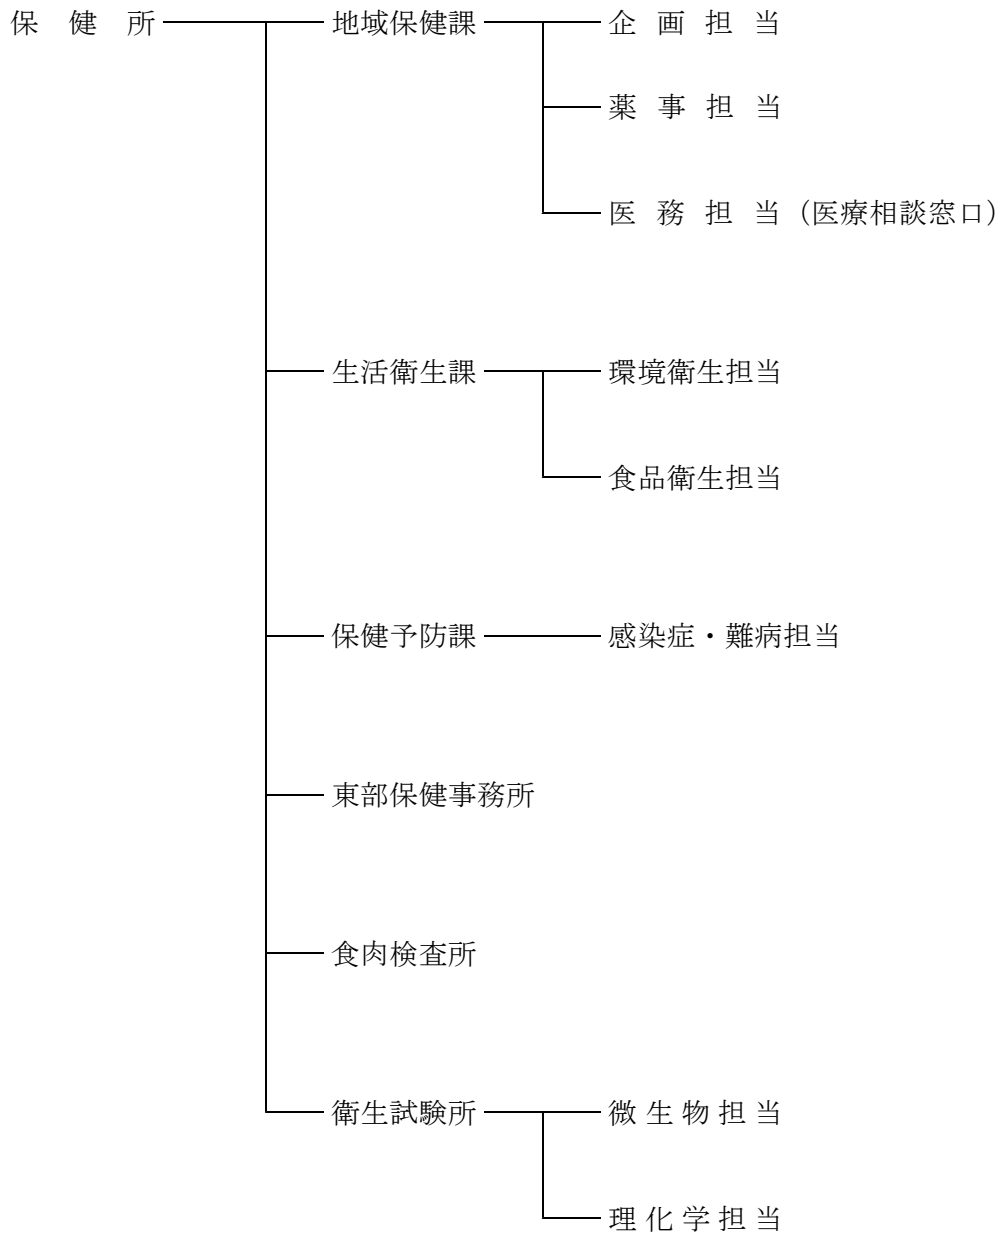 保健所 地域保健課 企画担当
薬事担当
医務担当（医療相談窓口）
生活衛生課 環境衛生担当
食品衛生担当
保健予防課 感染症・難病担当
東部保健事務所
食肉検査所
衛生試験所 微生物担当
理化学担当